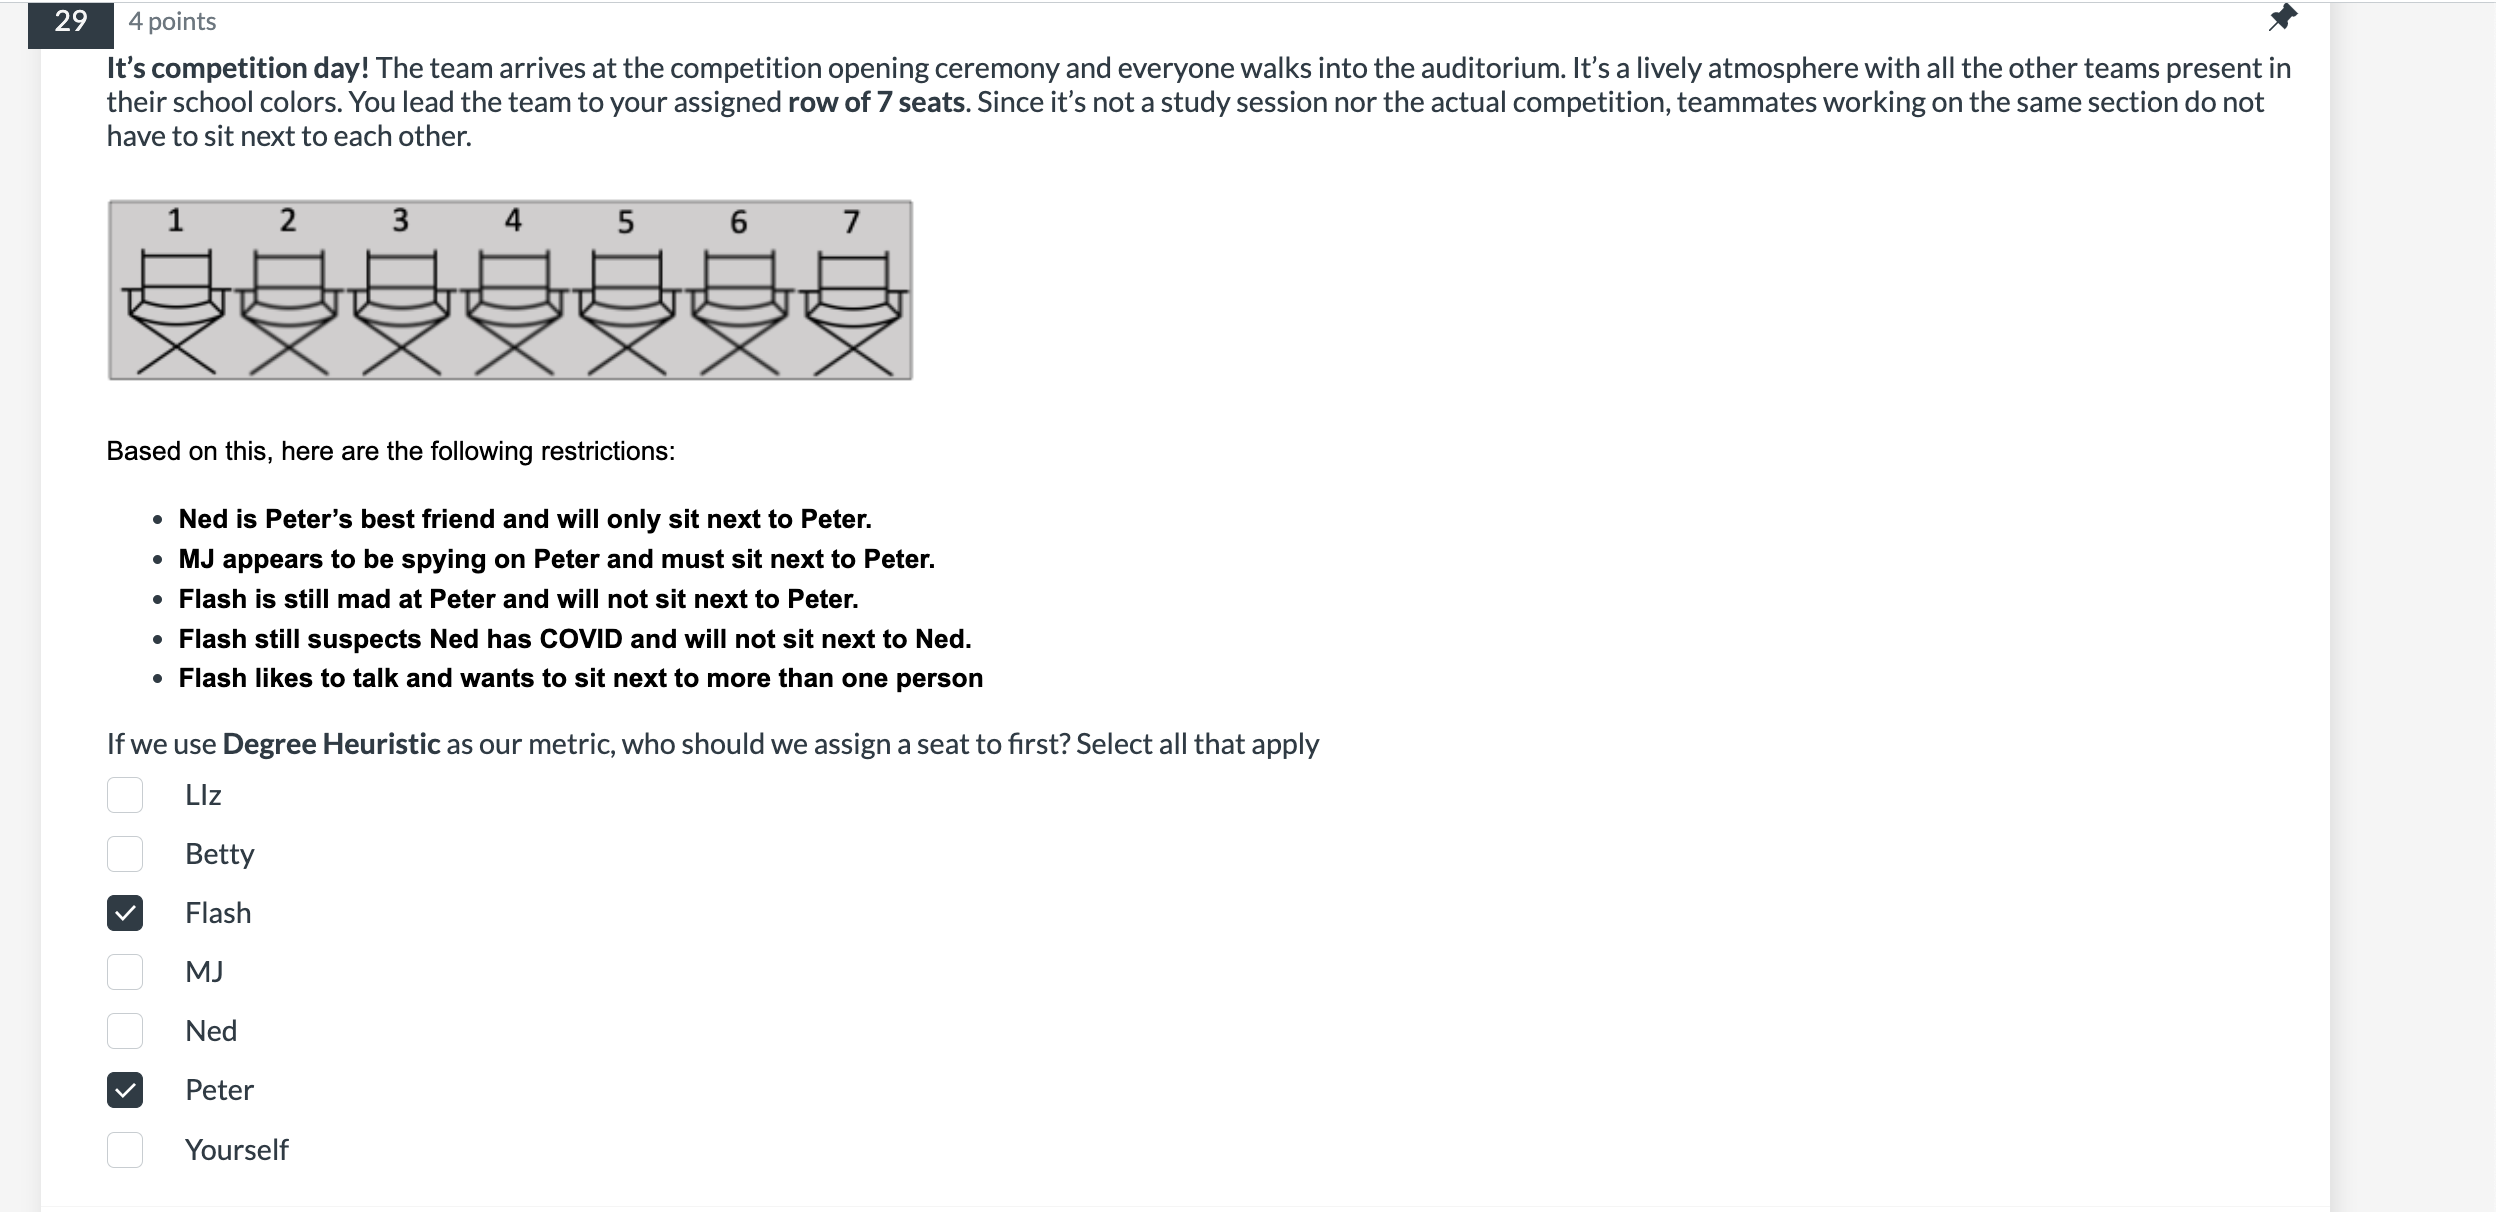 29 4 points
It’s competition day! The team arrives at the competition opening ceremony and everyone walks into the auditorium. It’s a lively atmosphere with all the other teams present in
their school colors. You lead the team to your assigned row of 7 seats. Since it’s not a study session nor the actual competition, teammates working on the same section do not
have to sit next to each other.
1 2 3 4 5 6 7
Based on this, here are the following restrictions:
• Ned is Peter’s best friend and will only sit next to Peter.
• MJ appears to be spying on Peter and must sit next to Peter.
• Flash is still mad at Peter and will not sit next to Peter.
• Flash still suspects Ned has COVID and will not sit next to Ned.
• Flash likes to talk and wants to sit next to more than one person
If we use Degree Heuristic as our metric, who should we assign a seat to first? Select all that apply
LIz
Betty
Flash
MJ
Ned
Peter
Yourself